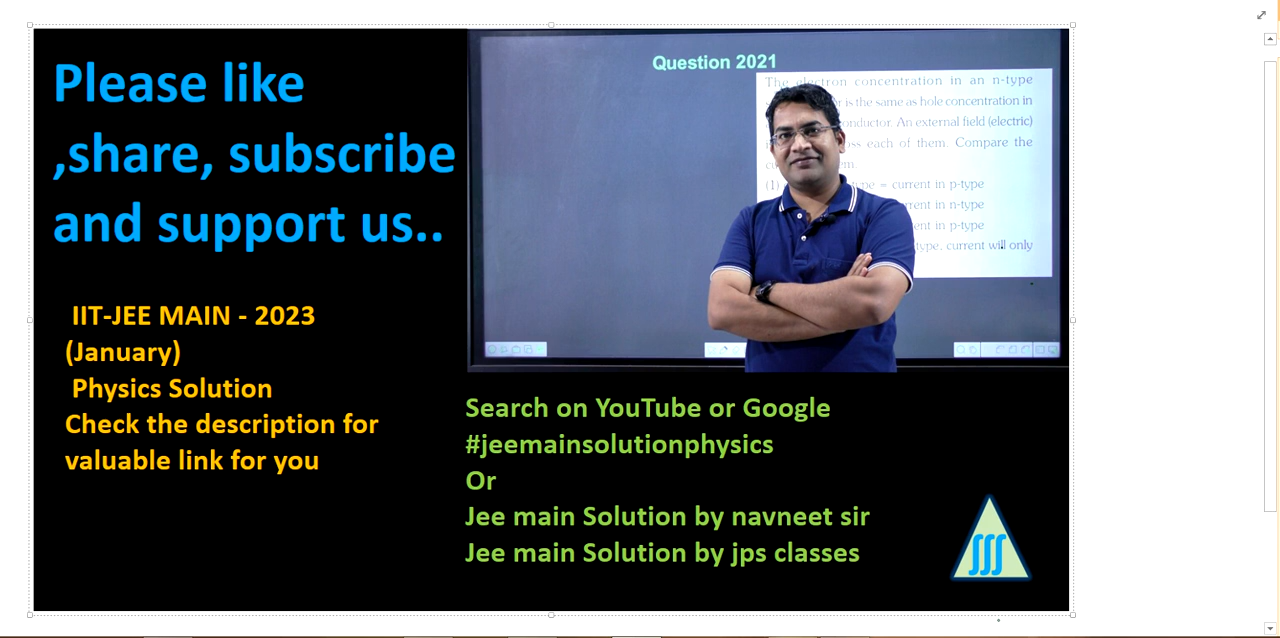 Please like
,share, subscribe
and support us..
IIT-JEE MAIN - 2023
(January)
Physics Solution
Check the description for
valuable link for you
Question 2021
The electron concentration in an n-type
is the same as hole concentration in
An external field (electric)
each of them. Compare the
(1) = current in p-type
current in n-type
in p-type
current will only
Search on YouTube or Google
#jeemainsolutionphysics
Or
Jee main Solution by navneet sir
Jee main Solution by jps classes
∫∫∫